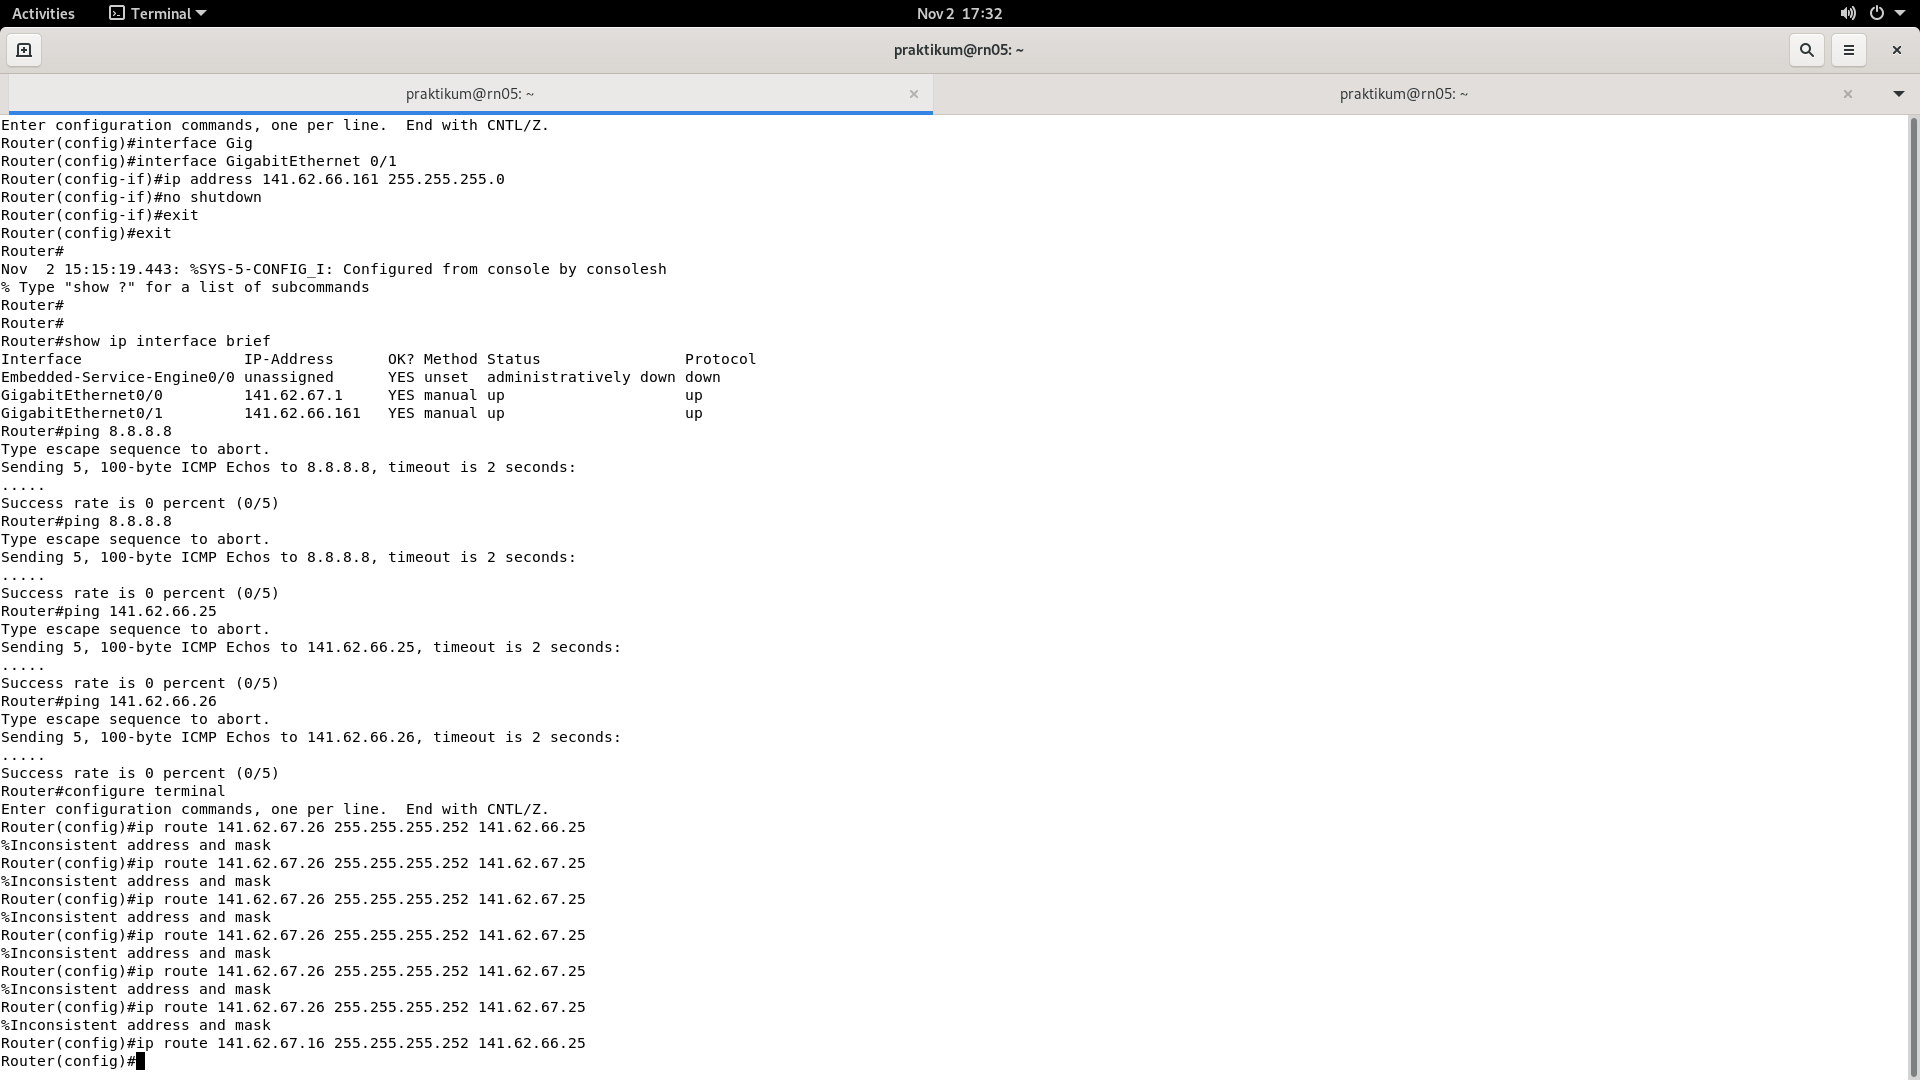 Activities Terminal Nov 2 17:32
praktikum@rn05: ~
praktikum@rn05: ~ praktikum@rn05: ~
Enter configuration commands, one per line.  End with CNTL/Z.
Router(config)#interface Gig
Router(config)#interface GigabitEthernet 0/1
Router(config-if)#ip address 141.62.66.161 255.255.255.0
Router(config-if)#no shutdown
Router(config-if)#exit
Router(config)#exit
Router#
Nov  2 15:15:19.443: %SYS-5-CONFIG_I: Configured from console by consolesh
% Type "show ?" for a list of subcommands
Router#
Router#
Router#show ip interface brief
Interface                  IP-Address      OK? Method Status                Protocol
Embedded-Service-Engine0/0 unassigned      YES unset  administratively down down
GigabitEthernet0/0         141.62.67.1     YES manual up                    up
GigabitEthernet0/1         141.62.66.161   YES manual up                    up
Router#ping 8.8.8.8
Type escape sequence to abort.
Sending 5, 100-byte ICMP Echos to 8.8.8.8, timeout is 2 seconds:
.....
Success rate is 0 percent (0/5)
Router#ping 8.8.8.8
Type escape sequence to abort.
Sending 5, 100-byte ICMP Echos to 8.8.8.8, timeout is 2 seconds:
.....
Success rate is 0 percent (0/5)
Router#ping 141.62.66.25
Type escape sequence to abort.
Sending 5, 100-byte ICMP Echos to 141.62.66.25, timeout is 2 seconds:
.....
Success rate is 0 percent (0/5)
Router#ping 141.62.66.26
Type escape sequence to abort.
Sending 5, 100-byte ICMP Echos to 141.62.66.26, timeout is 2 seconds:
.....
Success rate is 0 percent (0/5)
Router#configure terminal
Enter configuration commands, one per line.  End with CNTL/Z.
Router(config)#ip route 141.62.67.26 255.255.255.252 141.62.66.25
%Inconsistent address and mask
Router(config)#ip route 141.62.67.26 255.255.255.252 141.62.67.25
%Inconsistent address and mask
Router(config)#ip route 141.62.67.26 255.255.255.252 141.62.67.25
%Inconsistent address and mask
Router(config)#ip route 141.62.67.26 255.255.255.252 141.62.67.25
%Inconsistent address and mask
Router(config)#ip route 141.62.67.26 255.255.255.252 141.62.67.25
%Inconsistent address and mask
Router(config)#ip route 141.62.67.26 255.255.255.252 141.62.67.25
%Inconsistent address and mask
Router(config)#ip route 141.62.67.16 255.255.255.252 141.62.66.25
Router(config)#